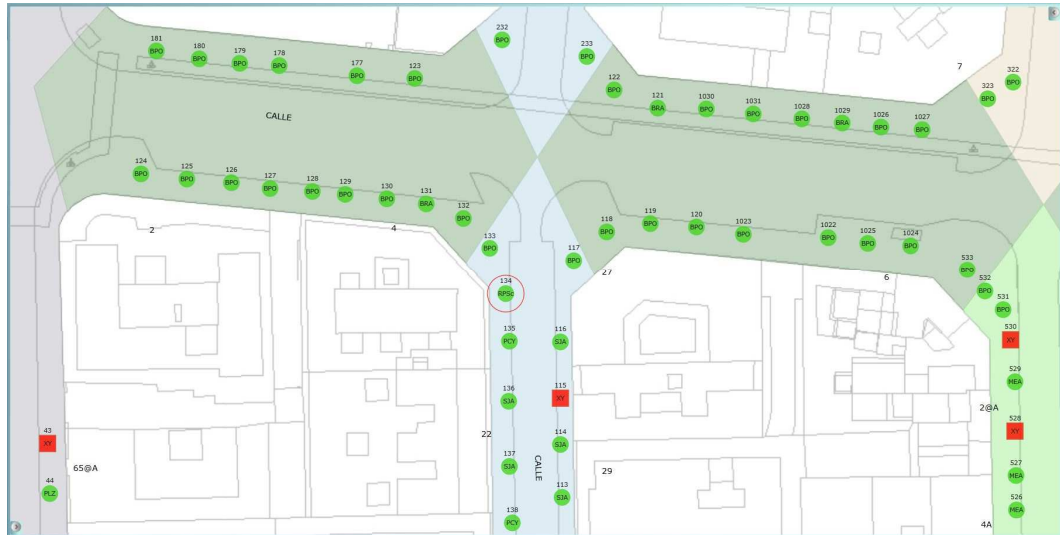 232
181
BPO
BPO
180
BPO
179
BPO
178
BPO
233
BPO
177
BPO
123
BPO
7
322
BPO
323
BPO
122
BPO
121
BRA
1030
BPO
1031
BPO
1028
BPO
1029
BRA
1026
BPO
1027
BPO
CALLE
124
BPO
125
BPO
126
BPO
127
BPO
128
BPO
129
BPO
130
BPO
131
BRA
132
BPO
133
BPO
118
BPO
119
BPO
120
BPO
1023
BPO
1022
BPO
1025
BPO
1024
BPO
2
4
117
BPO
27
6
533
BPO
532
BPO
531
BPO
134
RPSc
135
PCY
116
SJA
530
XY
529
MEA
136
SJA
115
XY
2@A
528
XY
43
XY
22
114
SJA
65@A
137
SJA
CALLE
29
527
MEA
44
PLZ
113
SJA
526
MEA
138
PCY
4A